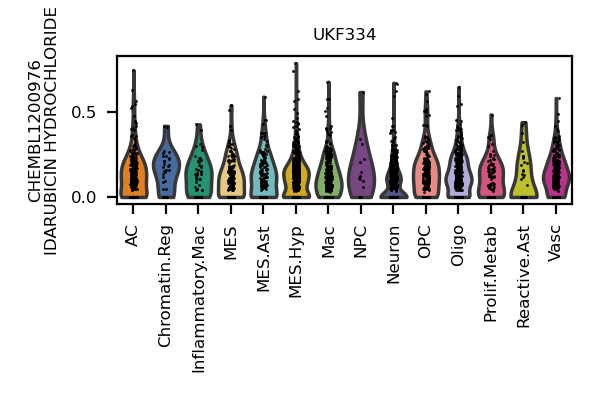 UKF334
CHEMBL1200976
IDARUBICIN HYDROCHLORIDE
0.5
0.0
AC
Chromatin.Reg
Inflammatory.Mac
MES
MES.Ast
MES.Hyp
Mac
NPC
Neuron
OPC
Oligo
Prolif.Metab
Reactive.Ast
Vasc